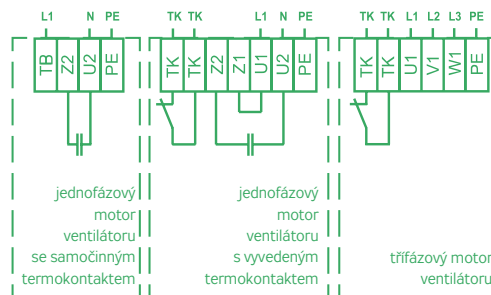 L1 N PE
TB Z2 U2 PE
jednofázový
motor
ventilátoru
se samočinným
termokontaktem
TK TK L1 N PE
TK TK Z2 Z1 U1 U2 PE
jednofázový
motor
ventilátoru
s vyvedeným
termokontaktem
TK TK L1 L2 L3 PE
TK TK U1 V1 W1 PE
třífázový motor
ventilátoru